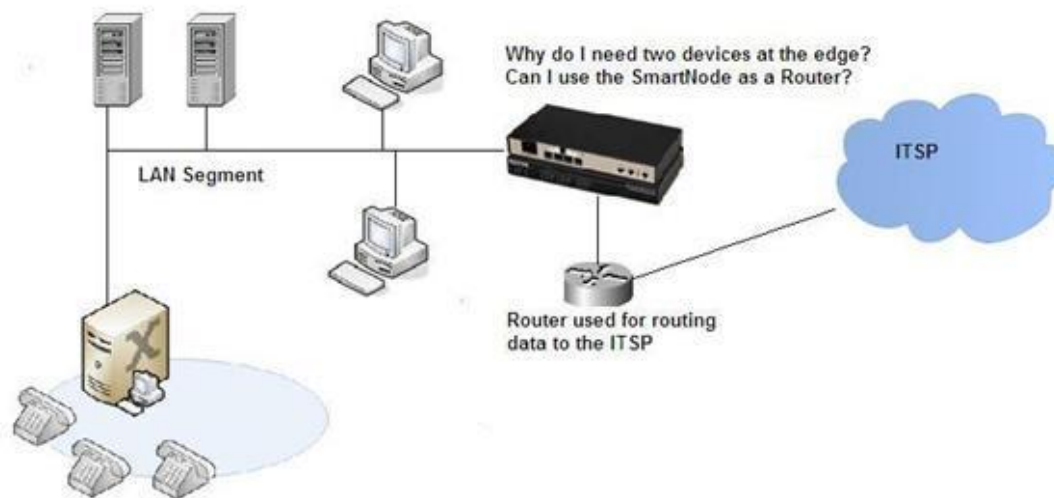 Why do I need two devices at the edge?
Can I use the SmartNode as a Router?
ITSP
LAN Segment
Router used for routing
data to the ITSP